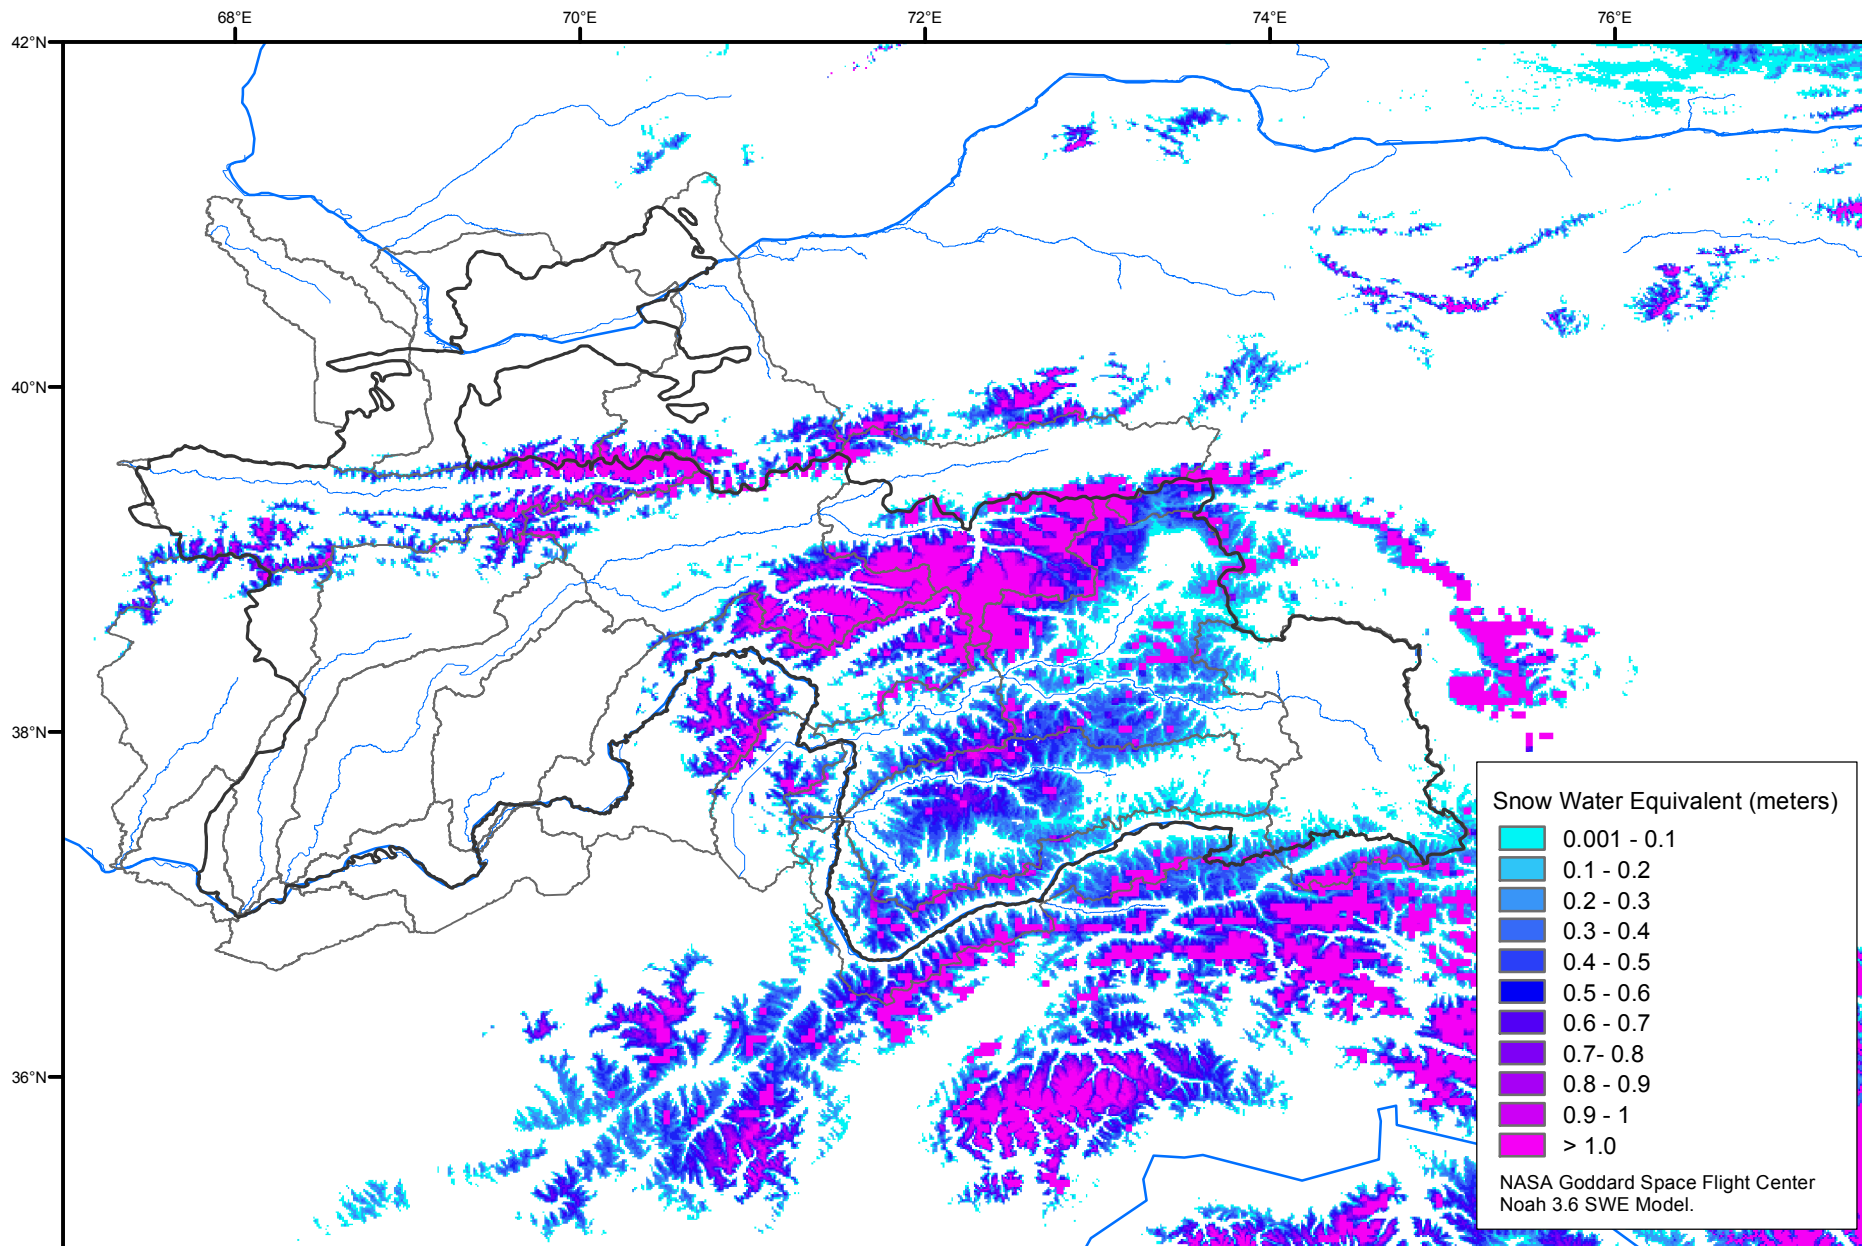 68°E
70°E
72°E
74°E
76°E
42°N
40°N
38°N
36°N
Snow Water Equivalent (meters)
0.001 - 0.1
0.1 - 0.2
0.2 - 0.3
0.3 - 0.4
0.4 - 0.5
0.5 - 0.6
0.6 - 0.7
0.7- 0.8
0.8 - 0.9
0.9 - 1
> 1.0
NASA Goddard Space Flight Center
Noah 3.6 SWE Model.